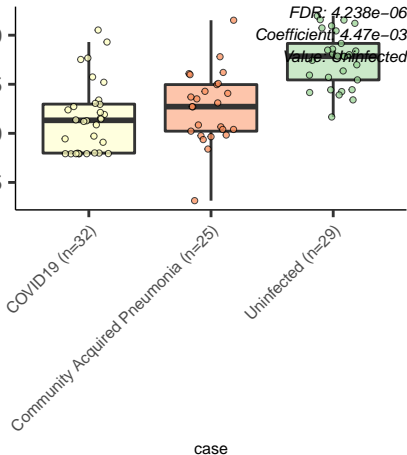 FDR: 4.238e−06
Coefficient: 4.47e−03
Value: Uninfected
COVID19 (n=32)
Community Acquired Pneumonia (n=25)
Uninfected (n=29)
case